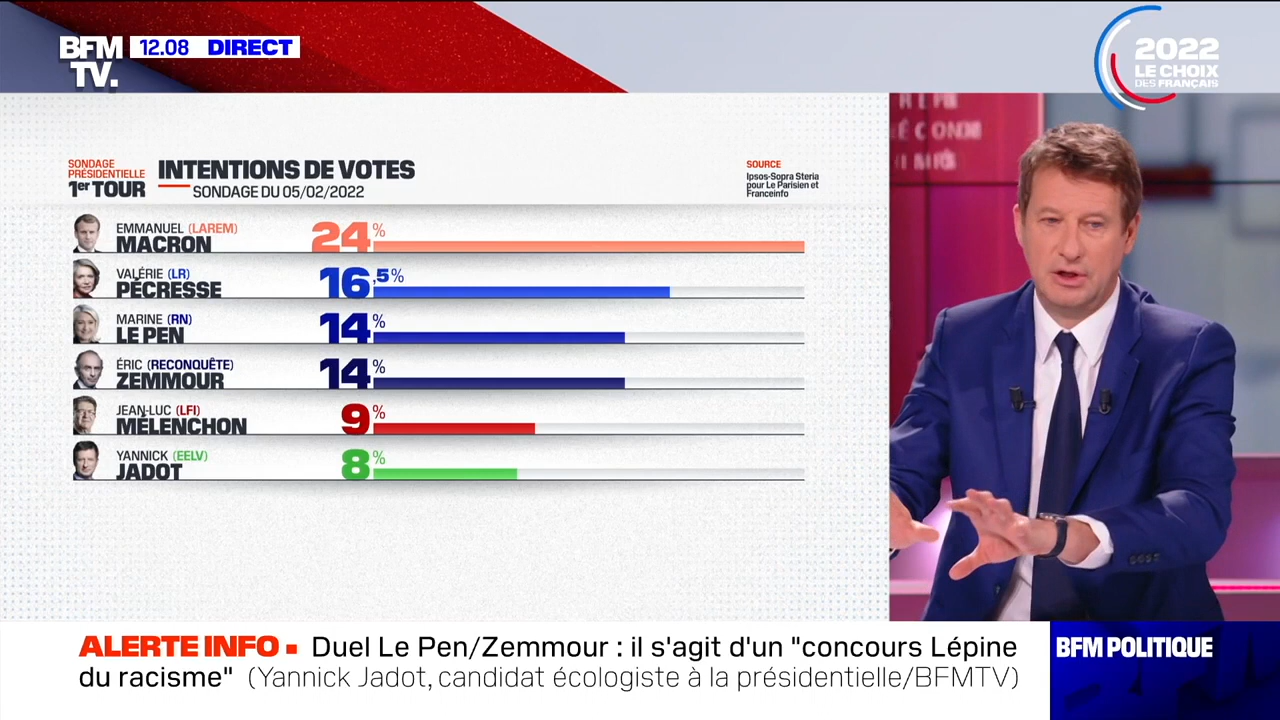 BFM
TV.
12.08 DIRECT
2022
LE CHOIX
DES FRANÇAIS
SONDAGE
PRÉSIDENTIELLE
1er TOUR
INTENTIONS DE VOTES
SONDAGE DU 05/02/2022
SOURCE
Ipsos-Sopra Steria
pour Le Parisien et
Franceinfo
EMMANUEL (LAREM)
MACRON
24%
VALÉRIE (LR)
PÉCRESSE
16,5%
MARINE (RN)
LE PEN
14%
ÉRIC (RECONQUÊTE)
ZEMMOUR
14%
JEAN-LUC (LFI)
MÉLENCHON
9%
YANNICK (EELV)
JADOT
8%
ALERTE INFO Duel Le Pen/Zemmour : il s'agit d'un "concours Lépine
du racisme" (Yannick Jadot, candidat écologiste à la présidentielle/BFMTV)
BFM POLITIQUE